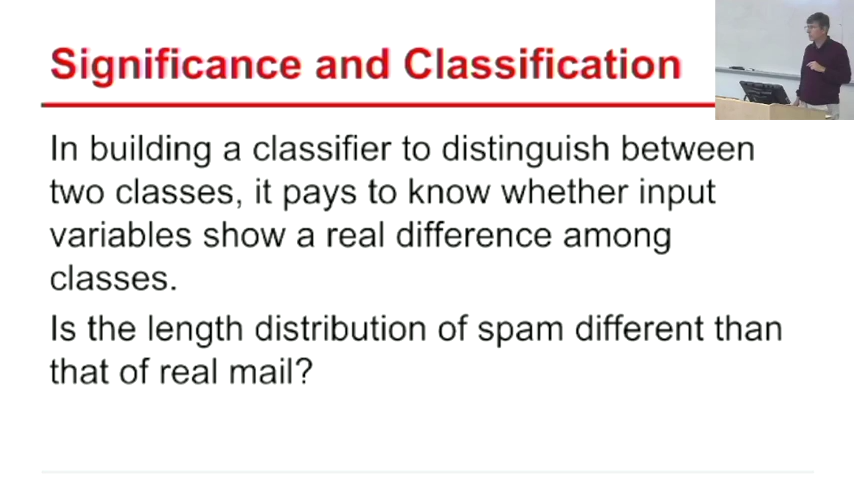 Significance and Classification
In building a classifier to distinguish between
two classes, it pays to know whether input
variables show a real difference among
classes.
Is the length distribution of spam different than
that of real mail?